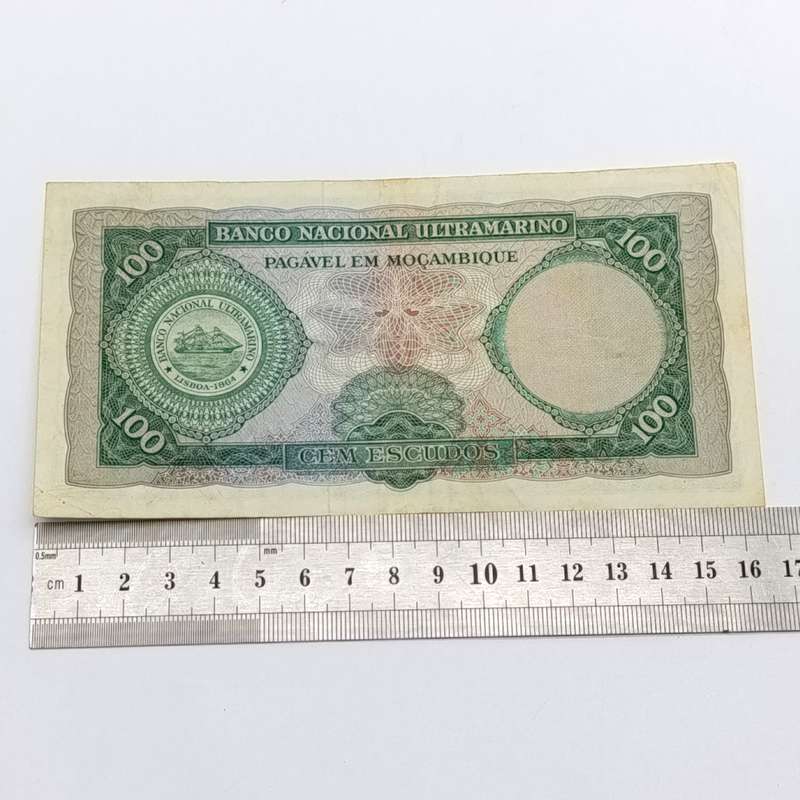 BANCO NACIONAL ULTRAMARINO
PAGÁVEL EM MOÇAMBIQUE
100
100
BANCO NACIONAL ULTRAMARINO
LISBOA-1864
100
100
CEM ESCUDOS
0.5mm
mm
cm 1 2 3 4 5 6 7 8 9 10 11 12 13 14 15 16 17